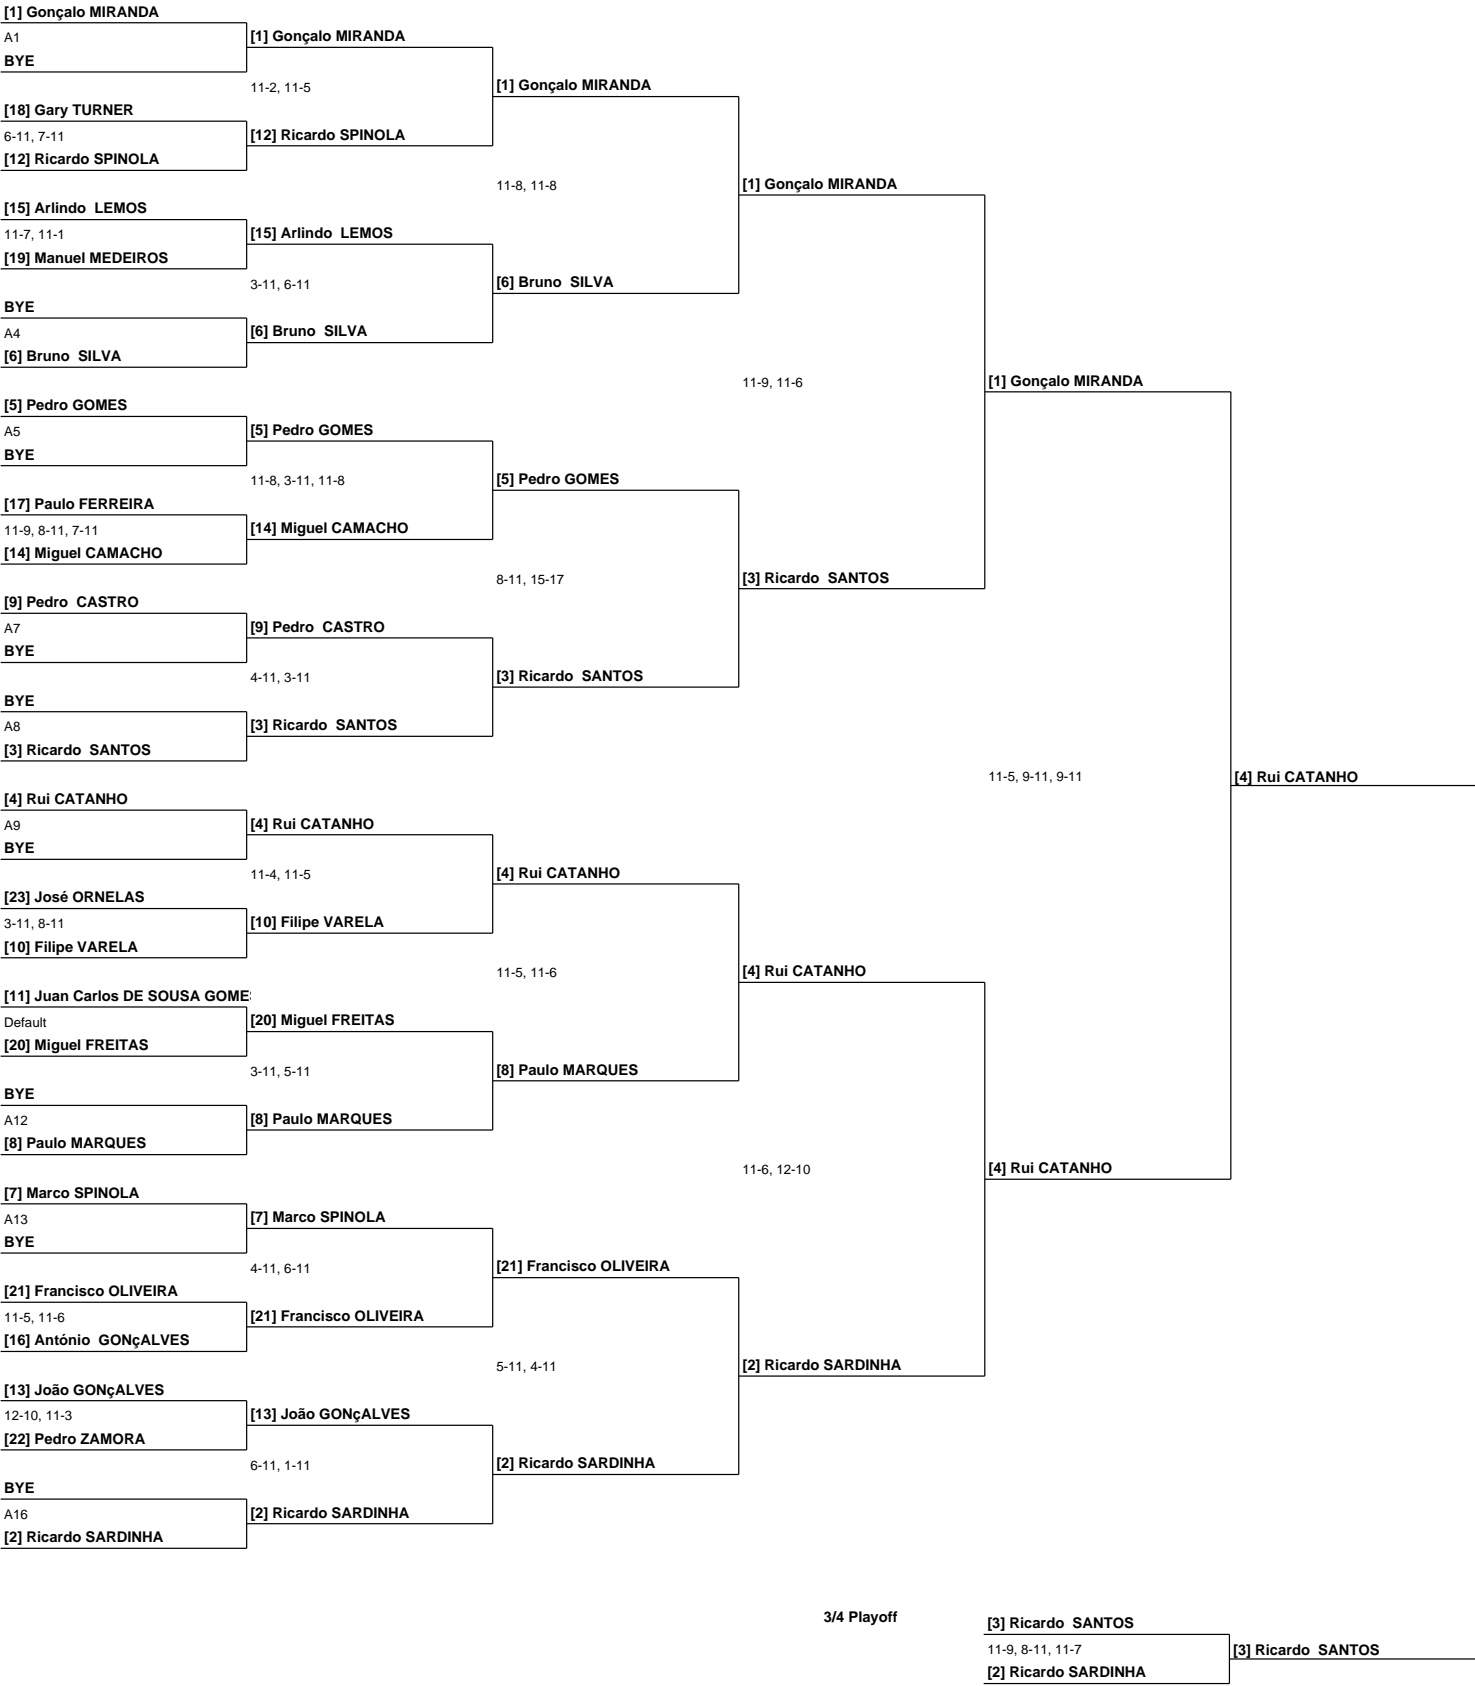 [1] Gonçalo MIRANDA
A1
BYE
[18] Gary TURNER
6-11, 7-11
[12] Ricardo SPINOLA
[15] Arlindo  LEMOS
11-7, 11-1
[19] Manuel MEDEIROS
BYE
A4
[6] Bruno  SILVA
[5] Pedro GOMES
A5
BYE
[17] Paulo FERREIRA
11-9, 8-11, 7-11
[14] Miguel CAMACHO
[9] Pedro  CASTRO
A7
BYE
BYE
A8
[3] Ricardo  SANTOS
[4] Rui CATANHO
A9
BYE
[23] José ORNELAS
3-11, 8-11
[10] Filipe VARELA
[11] Juan Carlos DE SOUSA GOME
Default
[20] Miguel FREITAS
BYE
A12
[8] Paulo MARQUES
[7] Marco SPINOLA
A13
BYE
[21] Francisco OLIVEIRA
11-5, 11-6
[16] António  GONçALVES
[13] João GONçALVES
12-10, 11-3
[22] Pedro ZAMORA
BYE
A16
[2] Ricardo SARDINHA
[1] Gonçalo MIRANDA
11-2, 11-5
[12] Ricardo SPINOLA
[15] Arlindo  LEMOS
3-11, 6-11
[6] Bruno  SILVA
[5] Pedro GOMES
11-8, 3-11, 11-8
[14] Miguel CAMACHO
[9] Pedro  CASTRO
4-11, 3-11
[3] Ricardo  SANTOS
[4] Rui CATANHO
11-4, 11-5
[10] Filipe VARELA
[20] Miguel FREITAS
3-11, 5-11
[8] Paulo MARQUES
[7] Marco SPINOLA
4-11, 6-11
[21] Francisco OLIVEIRA
[13] João GONçALVES
6-11, 1-11
[2] Ricardo SARDINHA
[1] Gonçalo MIRANDA
11-8, 11-8
[6] Bruno  SILVA
[5] Pedro GOMES
8-11, 15-17
[3] Ricardo  SANTOS
[4] Rui CATANHO
11-5, 11-6
[8] Paulo MARQUES
[21] Francisco OLIVEIRA
5-11, 4-11
[2] Ricardo SARDINHA
[1] Gonçalo MIRANDA
11-9, 11-6
[3] Ricardo  SANTOS
[4] Rui CATANHO
11-6, 12-10
[2] Ricardo SARDINHA
[1] Gonçalo MIRANDA
11-5, 9-11, 9-11
[4] Rui CATANHO
[4] Rui CATANHO
3/4 Playoff
[3] Ricardo  SANTOS
11-9, 8-11, 11-7
[2] Ricardo SARDINHA
[3] Ricardo  SANTOS